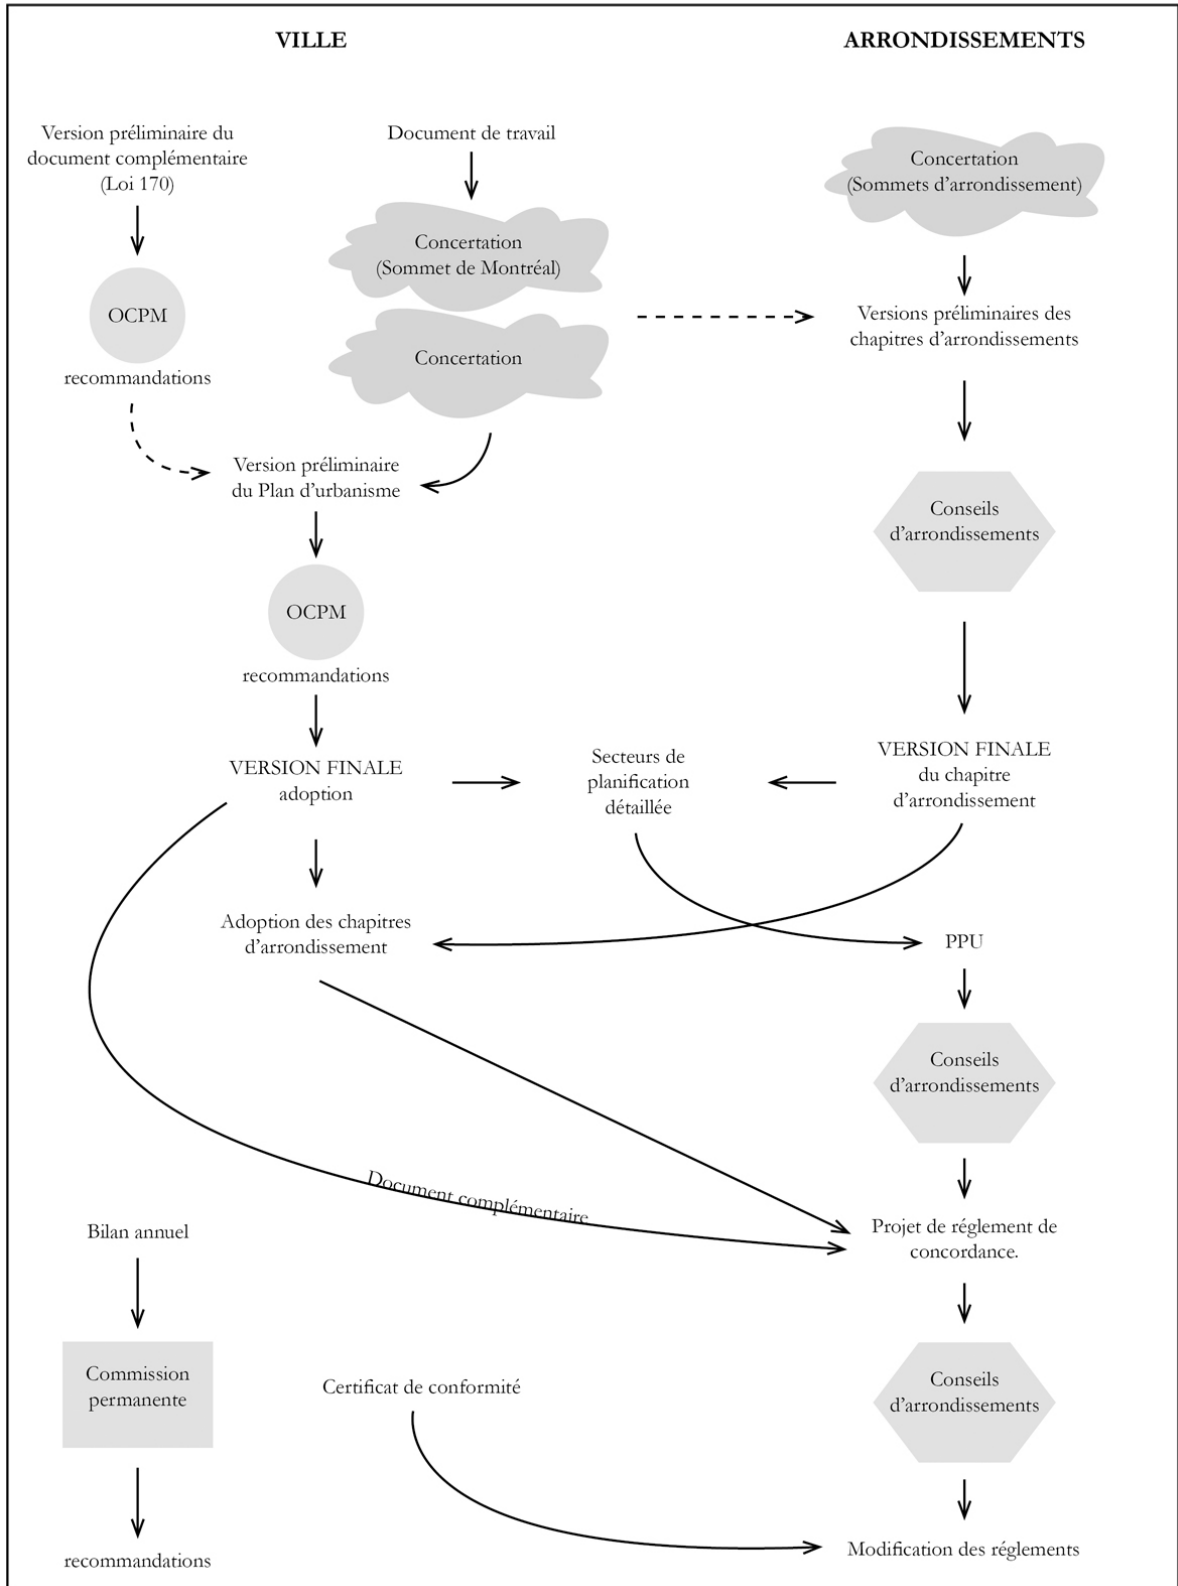 VILLE
ARRONDISSEMENTS
Version préliminaire du
document complémentaire
(Loi 170)
OCPM
recommandations
Document de travail
Concertation
(Sommet de Montréal)
Concertation
Version préliminaire
du Plan d'urbanisme
OCPM
recommandations
VERSION FINALE
adoption
Adoption des chapitres
d'arrondissement
Secteurs de
planification
détaillée
Concertation
(Sommets d'arrondissement)
Versions préliminaires des
chapitres d'arrondissements
Conseils
d'arrondissements
VERSION FINALE
du chapitre
d'arrondissement
PPU
Conseils
d'arrondissements
Document complémentaire
Projet de réglement de
concordance.
Bilan annuel
Commission
permanente
recommandations
Certificat de conformité
Conseils
d'arrondissements
Modification des réglements